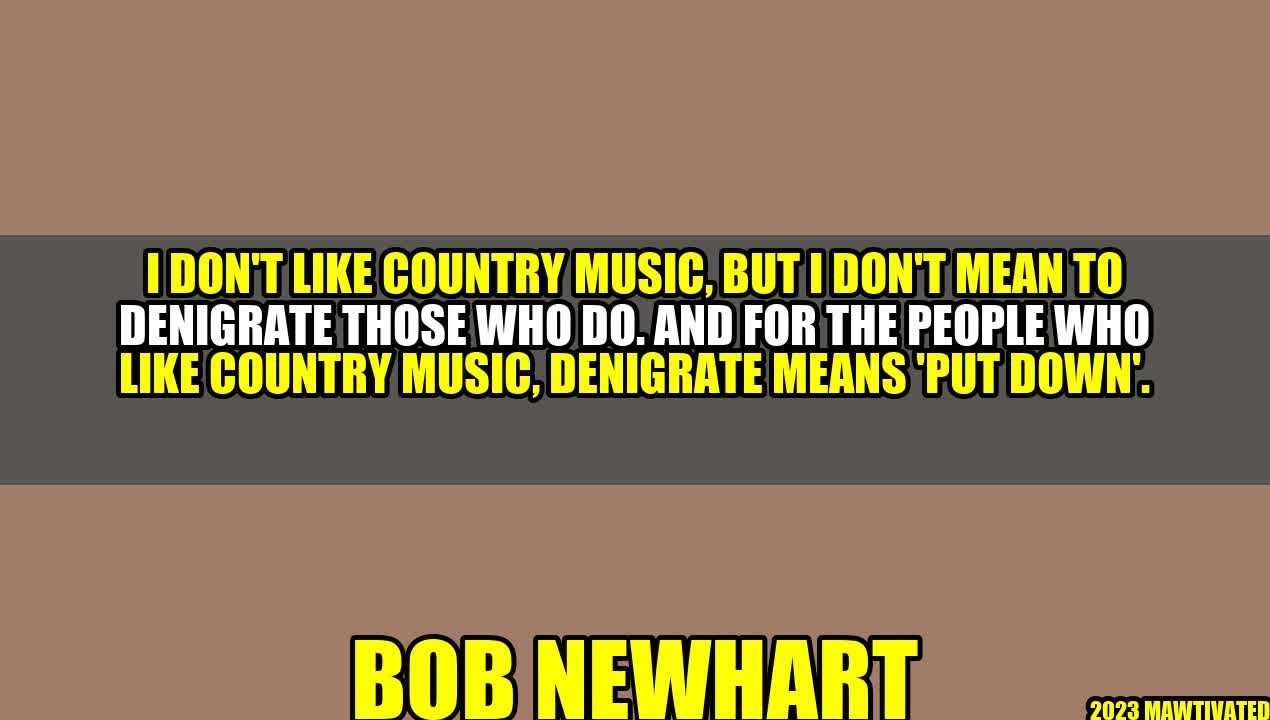 I DON'T LIKE COUNTRY MUSIC, BUT I DON'T MEAN TO
DENIGRATE THOSE WHO DO. AND FOR THE PEOPLE WHO
LIKE COUNTRY MUSIC, DENIGRATE MEANS 'PUT DOWN'.
BOB NEWHART
2023 MAWTIVATED